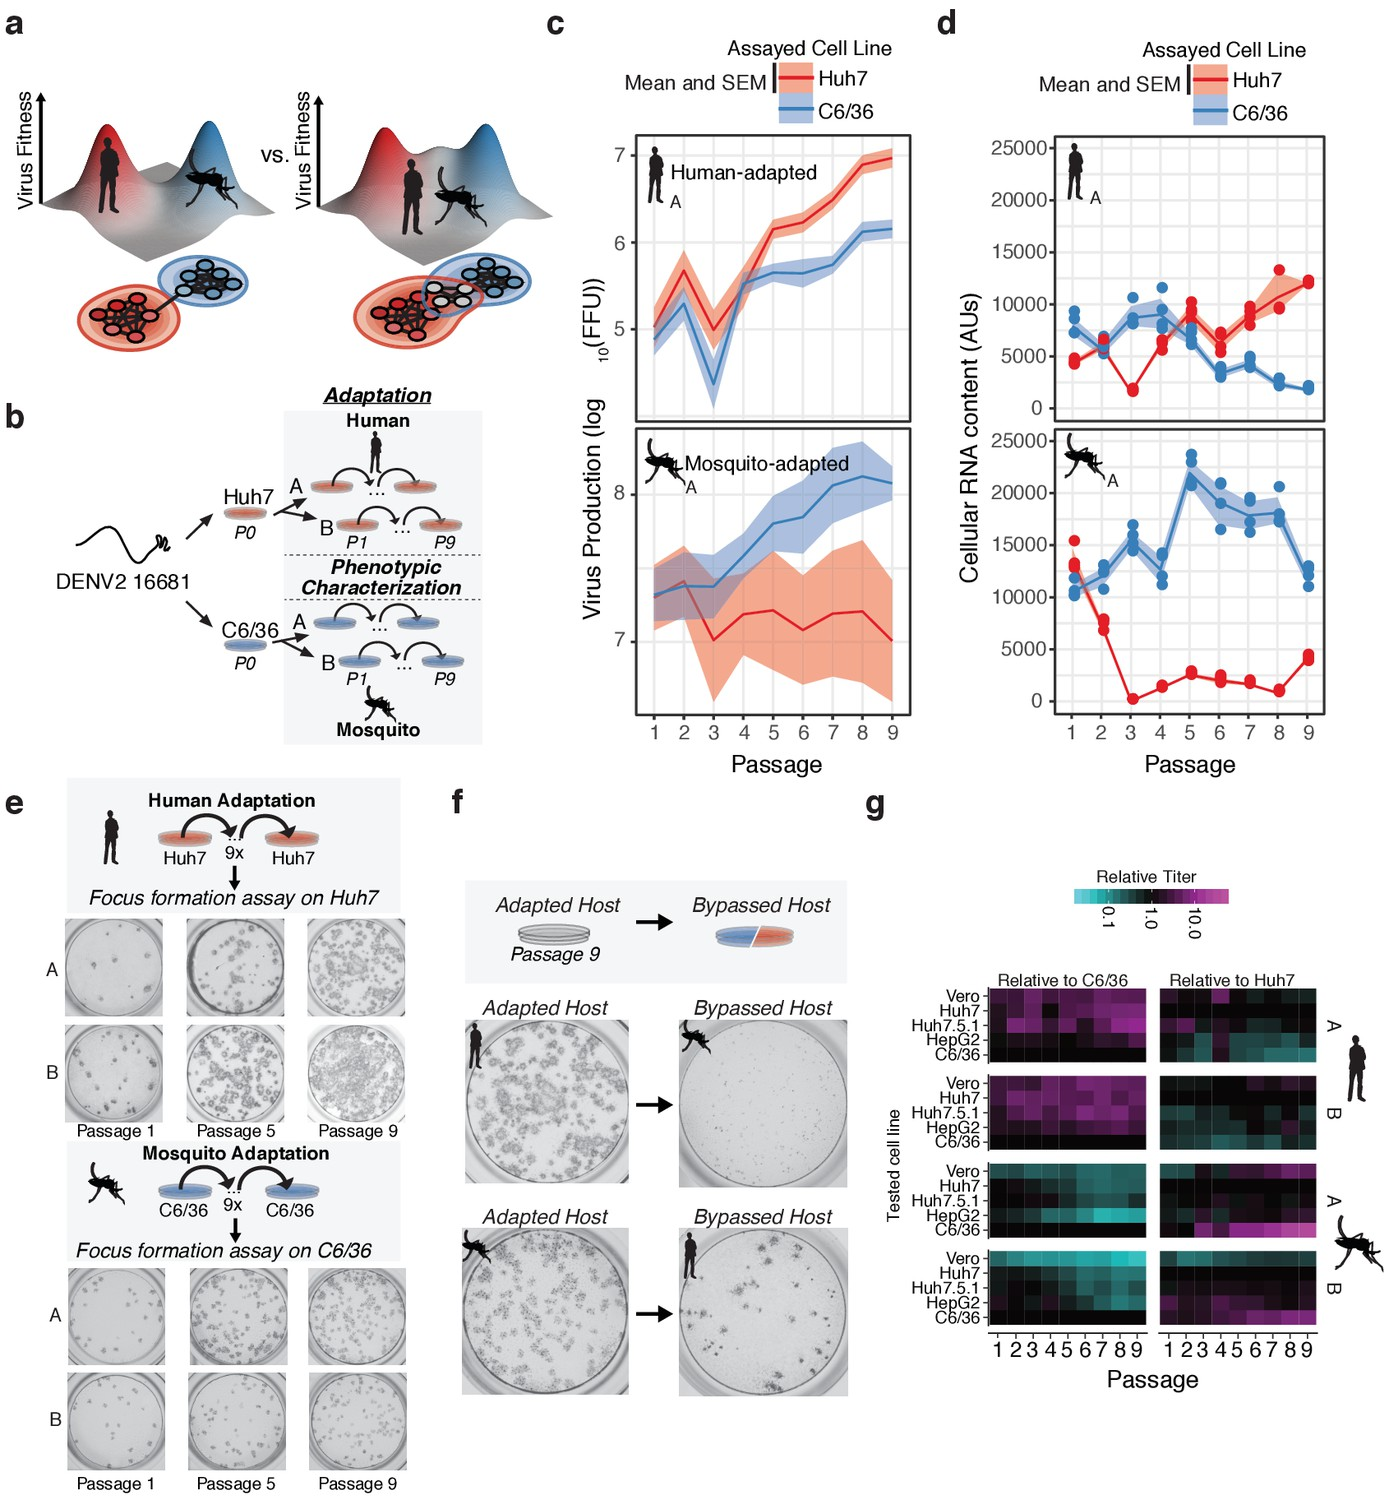 a
Virus Fitness
vs.
Virus Fitness
b
Adaptation
Human
Huh7
P0
A
...
B
...
P1
P9
DENV2 16681
Phenotypic
Characterization
C6/36
P0
A
...
B
...
P1
P9
Mosquito
c
Assayed Cell Line
Mean and SEM
Huh7
C6/36
Virus Production (log 10(FFU))
7
6
5
Human-adapted
A
8
7
Mosquito-adapted
A
1 2 3 4 5 6 7 8 9
Passage
d
Assayed Cell Line
Mean and SEM
Huh7
C6/36
Cellular RNA content (AUs)
25000
20000
15000
10000
5000
0
A
25000
20000
15000
10000
5000
0
A
1 2 3 4 5 6 7 8 9
Passage
e
Human Adaptation
...
Huh7
9x
Huh7
Focus formation assay on Huh7
A
B
Passage 1
Passage 5
Passage 9
Mosquito Adaptation
...
C6/36
9x
C6/36
Focus formation assay on C6/36
A
B
Passage 1
Passage 5
Passage 9
f
Adapted Host
Bypassed Host
Passage 9
Adapted Host
Bypassed Host
Adapted Host
Bypassed Host
g
Relative Titer
0.1
1.0
10.0
Relative to C6/36
Relative to Huh7
Tested cell line
Vero
Huh7
Huh7.5.1
HepG2
C6/36
A
Vero
Huh7
Huh7.5.1
HepG2
C6/36
B
Vero
Huh7
Huh7.5.1
HepG2
C6/36
A
Vero
Huh7
Huh7.5.1
HepG2
C6/36
B
1 2 3 4 5 6 7 8 9
1 2 3 4 5 6 7 8 9
Passage